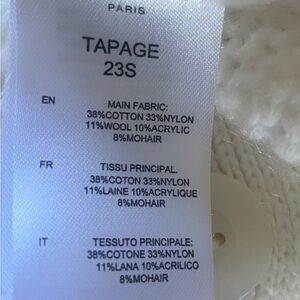 PARIS
TAPAGE
23S
EN
MAIN FABRIC:
38%COTTON 33%NYLON
11%WOOL 10%ACRYLIC
8%MOHAIR
FR
TISSU PRINCIPAL.
38%COTON 33%NYLON
11%LAINE 10%ACRYLIQUE
8%MOHAIR
IT
TESSUTO PRINCIPALE:
38%COTONE 33%NYLON
11%LANA 10%ACRILICO
8%MOHAIR